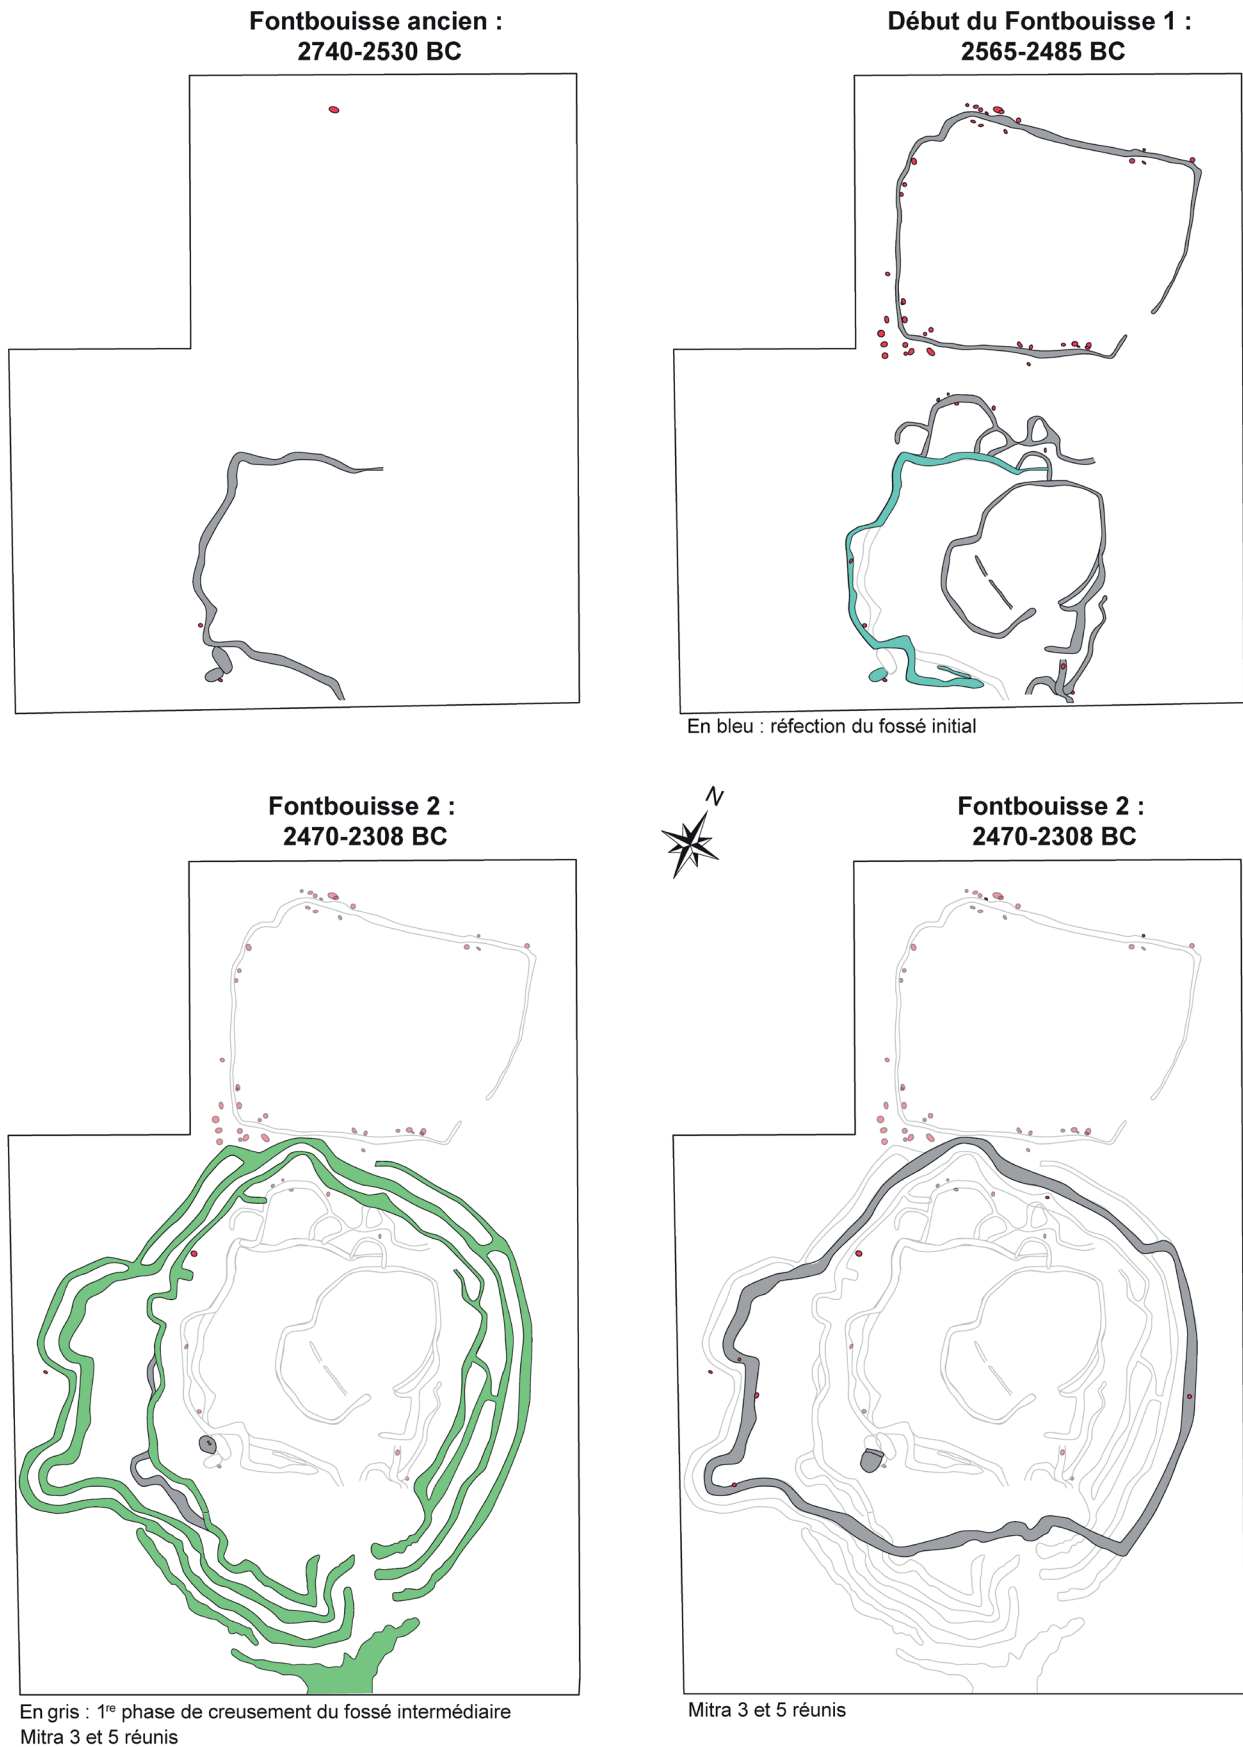 Fontbouisse ancien :
2740-2530 BC
Début du Fontbouisse 1 :
2565-2485 BC
En bleu : réfection du fossé initial
Fontbouisse 2 :
2470-2308 BC
N
Fontbouisse 2 :
2470-2308 BC
En gris : 1re phase de creusement du fossé intermédiaire
Mitra 3 et 5 réunis
Mitra 3 et 5 réunis